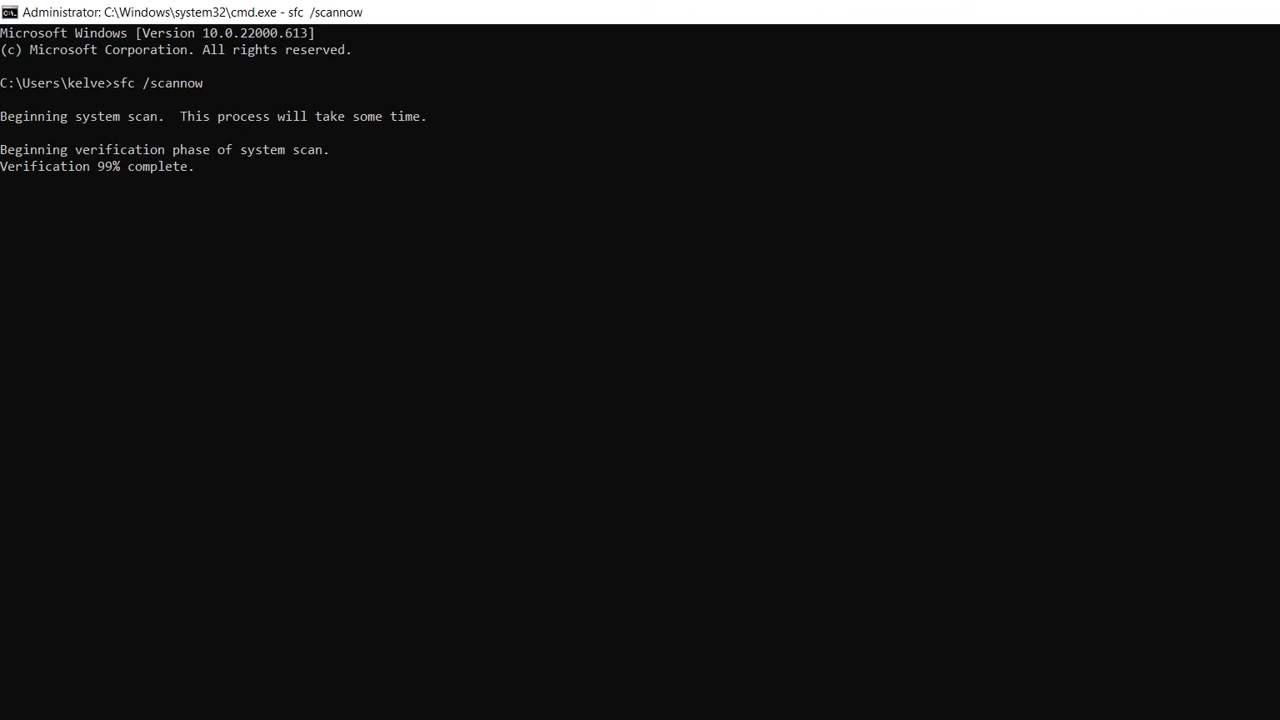 Administrator: C:\Windows\system32\cmd.exe - sfc  /scannow
Microsoft Windows [Version 10.0.22000.613]
(c) Microsoft Corporation. All rights reserved.
C:\Users\kelve>sfc /scannow
Beginning system scan.  This process will take some time.
Beginning verification phase of system scan.
Verification 99% complete.